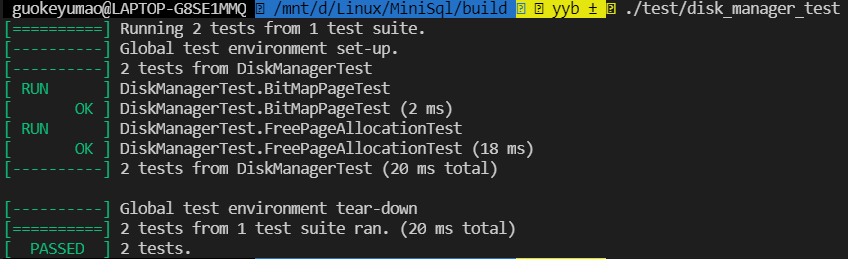 guokeyumao@LAPTOP-G8SE1MMQ /mnt/d/Linux/MiniSql/build yyb ± ./test/disk_manager_test
[==========] Running 2 tests from 1 test suite.
[----------] Global test environment set-up.
[----------] 2 tests from DiskManagerTest
[ RUN      ] DiskManagerTest.BitMapPageTest
[       OK ] DiskManagerTest.BitMapPageTest (2 ms)
[ RUN      ] DiskManagerTest.FreePageAllocationTest
[       OK ] DiskManagerTest.FreePageAllocationTest (18 ms)
[----------] 2 tests from DiskManagerTest (20 ms total)
[----------] Global test environment tear-down
[==========] 2 tests from 1 test suite ran. (20 ms total)
[  PASSED  ] 2 tests.